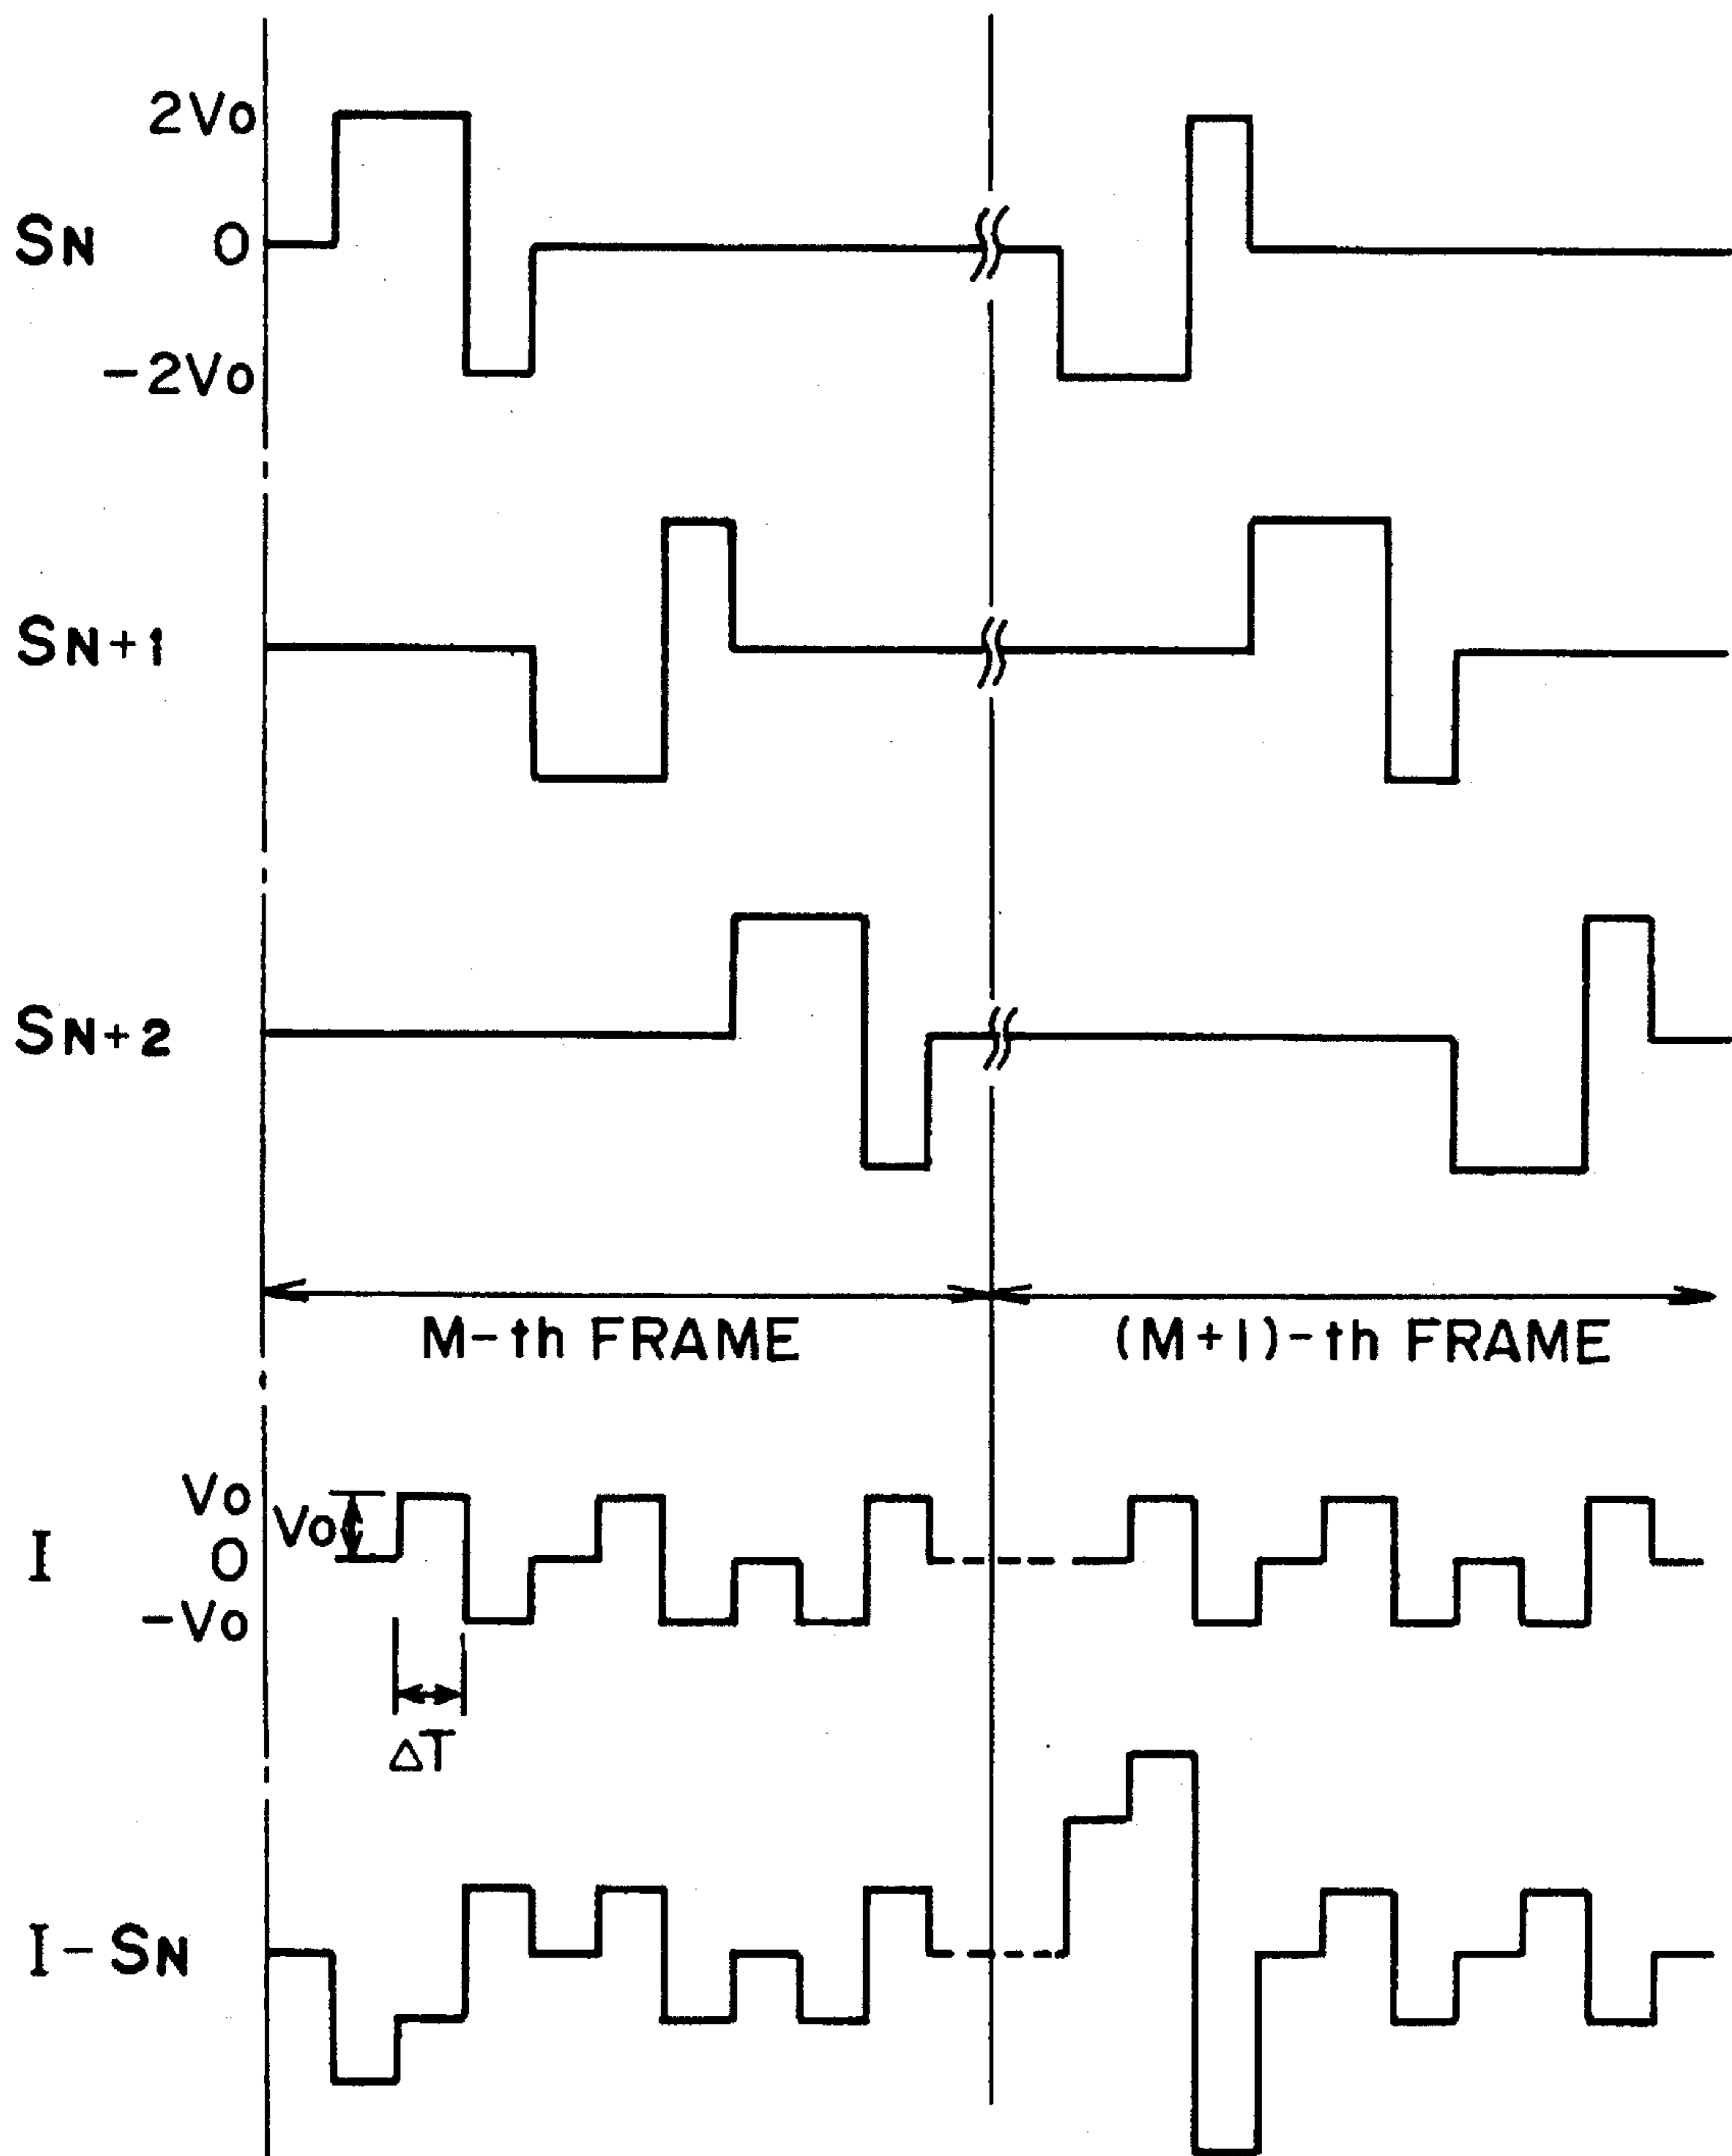 2Vo
SN 0
-2Vo
SN+1
SN+2
M-th FRAME (M+1)-th FRAME
Vo
Vo
I 0
-Vo
ΔT
I-SN